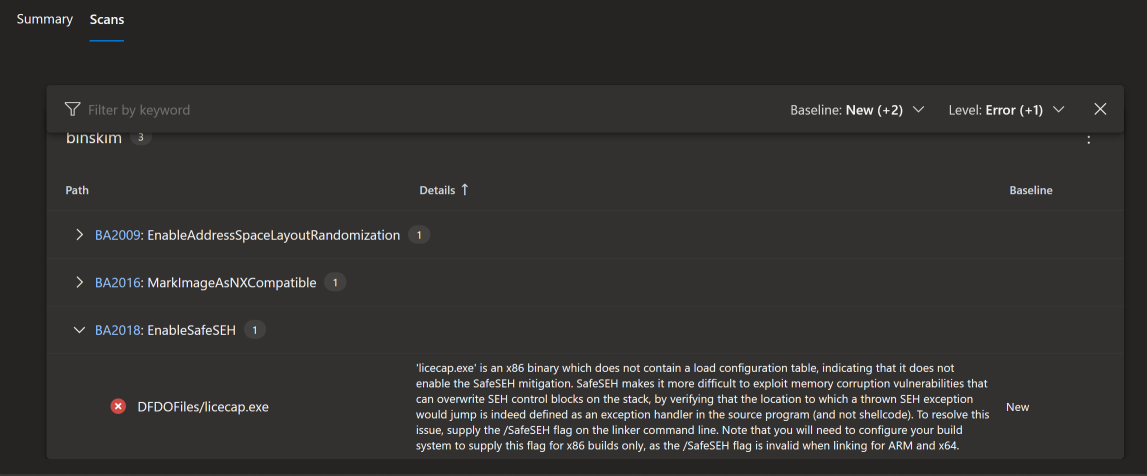 Summary Scans
Filter by keyword Baseline: New (+2) Level: Error (+1)
binskim 3
Path Details ↑ Baseline
BA2009: EnableAddressSpaceLayoutRandomization 1
BA2016: MarkImageAsNXCompatible 1
BA2018: EnableSafeSEH 1
'licecap.exe' is an x86 binary which does not contain a load configuration table, indicating that it does not
enable the SafeSEH mitigation. SafeSEH makes it more difficult to exploit memory corruption vulnerabilities that
can overwrite SEH control blocks on the stack, by verifying that the location to which a thrown SEH exception
DFDOFiles/licecap.exe would jump is indeed defined as an exception handler in the source program (and not shellcode). To resolve this New
issue, supply the /SafeSEH flag on the linker command line. Note that you will need to configure your build
system to supply this flag for x86 builds only, as the /SafeSEH flag is invalid when linking for ARM and x64.